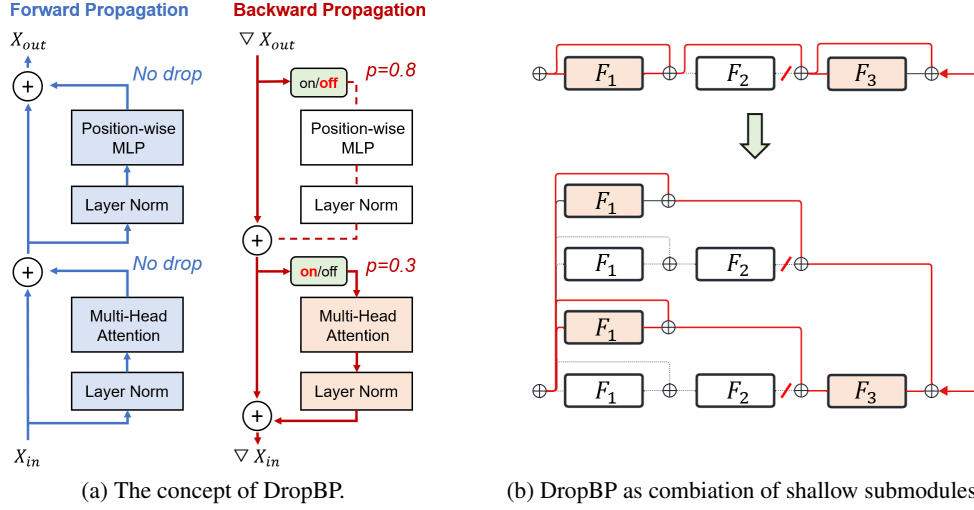 Forward Propagation
X_out
+
No drop
Position-wise
MLP
Layer Norm
+
No drop
Multi-Head
Attention
Layer Norm
X_in
Backward Propagation
▽ X_out
on/off
p=0.8
Position-wise
MLP
Layer Norm
+
on/off
p=0.3
Multi-Head
Attention
Layer Norm
+
▽ X_in
(a) The concept of DropBP.
F_1 F_2 F_3
F_1
F_1 F_2
F_1
F_1 F_2 F_3
(b) DropBP as combiation of shallow submodules